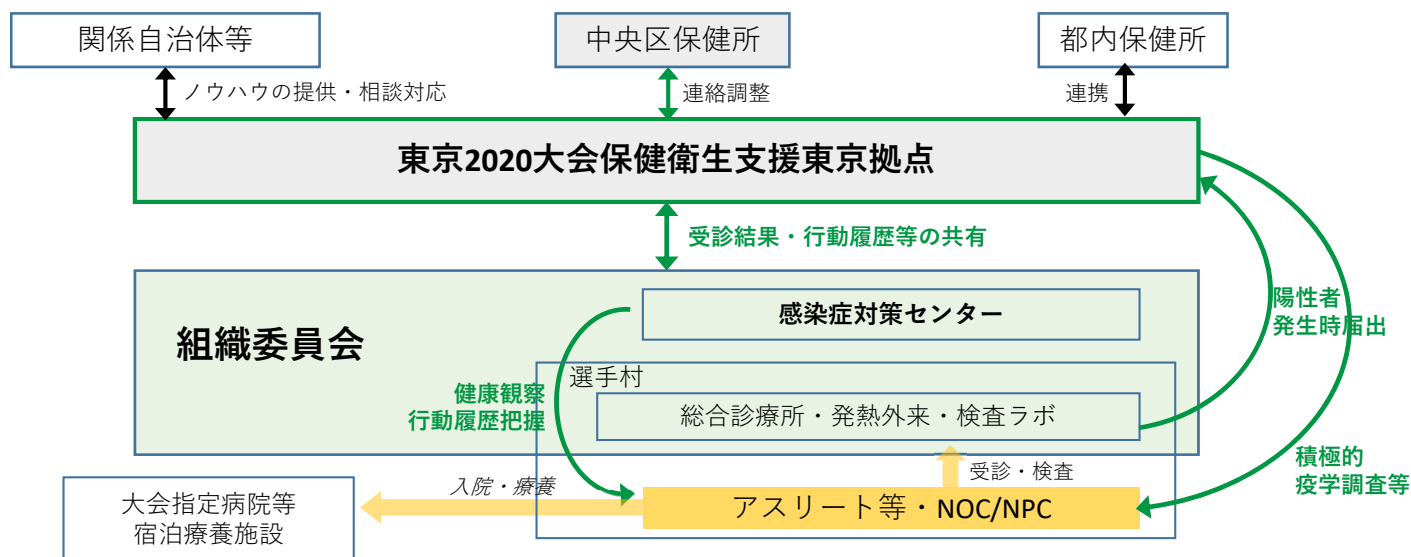 関係自治体等
中央区保健所
都内保健所
ノウハウの提供・相談対応
連絡調整
連携
東京2020大会保健衛生支援東京拠点
受診結果・行動履歴等の共有
感染症対策センター
組織委員会
陽性者
発生時届出
選手村
健康観察
行動履歴把握
総合診療所・発熱外来・検査ラボ
受診・検査
積極的
疫学調査等
入院・療養
大会指定病院等
宿泊療養施設
アスリート等・NOC/NPC